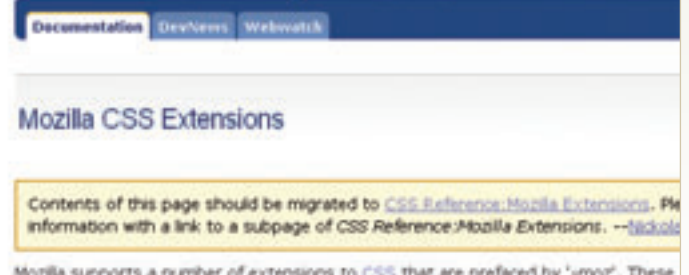 Documentation DevNews Webwatch
Mozilla CSS Extensions
Contents of this page should be migrated to CSS Reference:Mozilla Extensions. Ple
information with a link to a subpage of CSS Reference:Mozilla Extensions. --Nickol
Mozilla supports a number of extensions to CSS that are prefaced by '-moz'. These